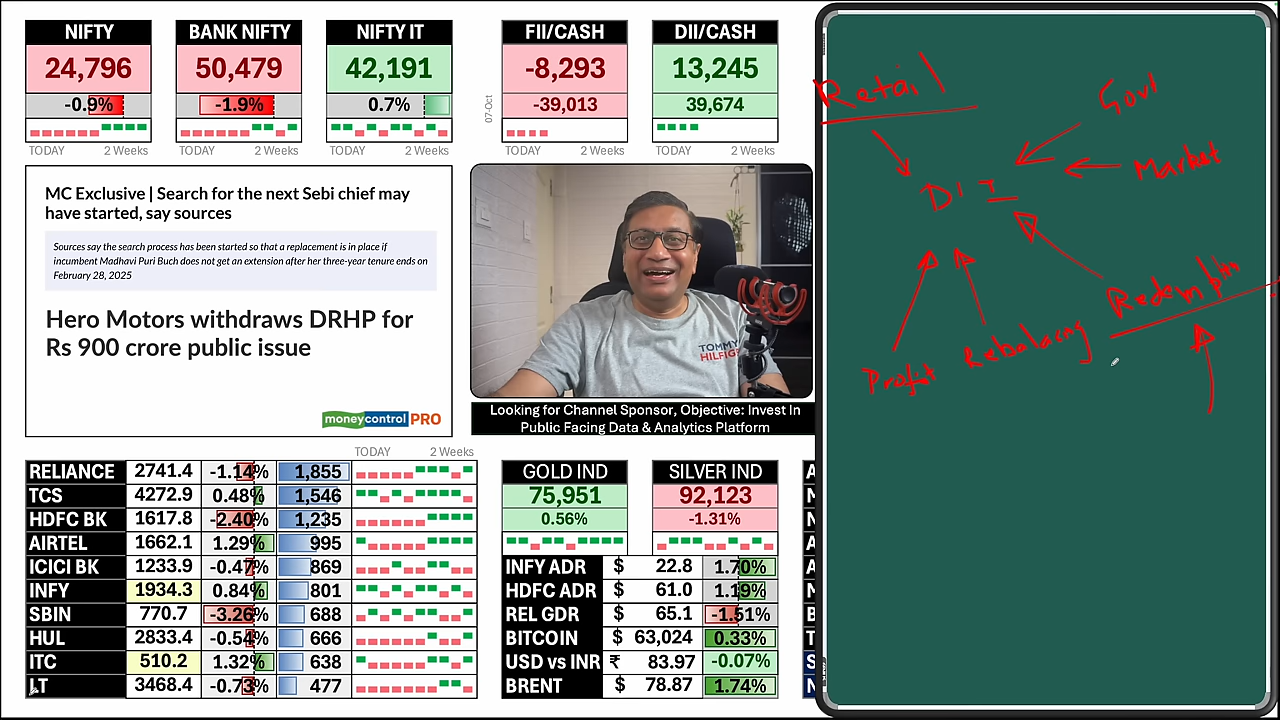 NIFTY
24,796
-0.9%
TODAY 2 Weeks
BANK NIFTY
50,479
-1.9%
TODAY 2 Weeks
NIFTY IT
42,191
0.7%
TODAY 2 Weeks
07-Oct
FII/CASH
-8,293
-39,013
TODAY 2 Weeks
DII/CASH
13,245
39,674
TODAY 2 Weeks
MC Exclusive | Search for the next Sebi chief may
have started, say sources
Sources say the search process has been started so that a replacement is in place if
incumbent Madhavi Puri Buch does not get an extension after her three-year tenure ends on
February 28, 2025
Hero Motors withdraws DRHP for
Rs 900 crore public issue
moneycontrol PRO
TOMMY
HILFIG
Looking for Channel Sponsor, Objective: Invest In
Public Facing Data & Analytics Platform
TODAY 2 Weeks
RELIANCE 2741.4 -1.14% 1,855
TCS 4272.9 0.48% 1,546
HDFC BK 1617.8 -2.40% 1,235
AIRTEL 1662.1 1.29% 995
ICICI BK 1233.9 -0.47% 869
INFY 1934.3 0.84% 801
SBIN 770.7 -3.26% 688
HUL 2833.4 -0.54% 666
ITC 510.2 1.32% 638
LT 3468.4 -0.73% 477
GOLD IND
75,951
0.56%
SILVER IND
92,123
-1.31%
INFY ADR $ 22.8 1.70%
HDFC ADR $ 61.0 1.19%
REL GDR $ 65.1 -1.51%
BITCOIN $ 63,024 0.33%
USD vs INR ₹ 83.97 -0.07%
BRENT $ 78.87 1.74%
Retail
Govt
Market
DII
Profit
Rebalacing